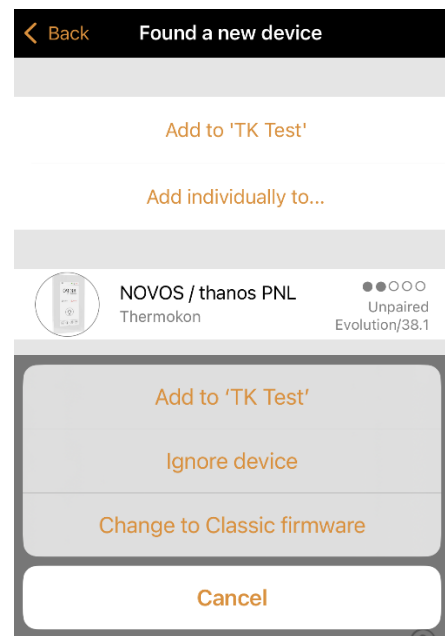 Back Found a new device
Add to 'TK Test'
Add individually to...
NOVOS / thanos PNL
Thermokon
Unpaired
Evolution/38.1
Add to ‘TK Test’
Ignore device
Change to Classic firmware
Cancel